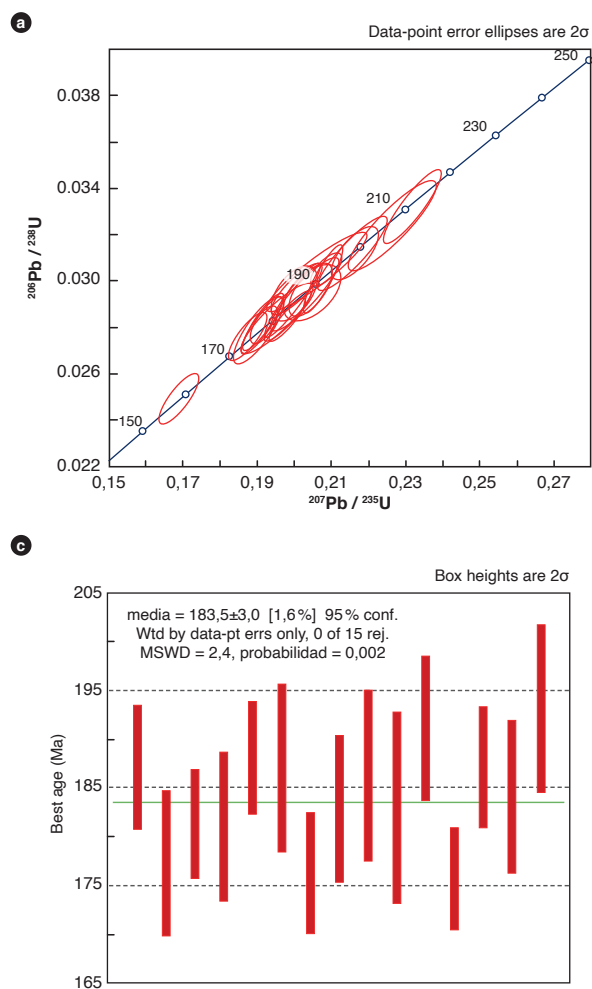 a
Data-point error ellipses are 2σ
250
0.038
230
0.034
210
206Pb / 238U
190
0.030
170
0.026
150
0.022
0,15 0,17 0,19 0,21 0,23 0,25 0,27
207Pb / 235U
c
Box heights are 2σ
205
media = 183,5±3,0 [1,6%] 95% conf.
Wtd by data-pt errs only, 0 of 15 rej.
MSWD = 2,4, probabilidad = 0,002
195
Best age (Ma)
185
175
165